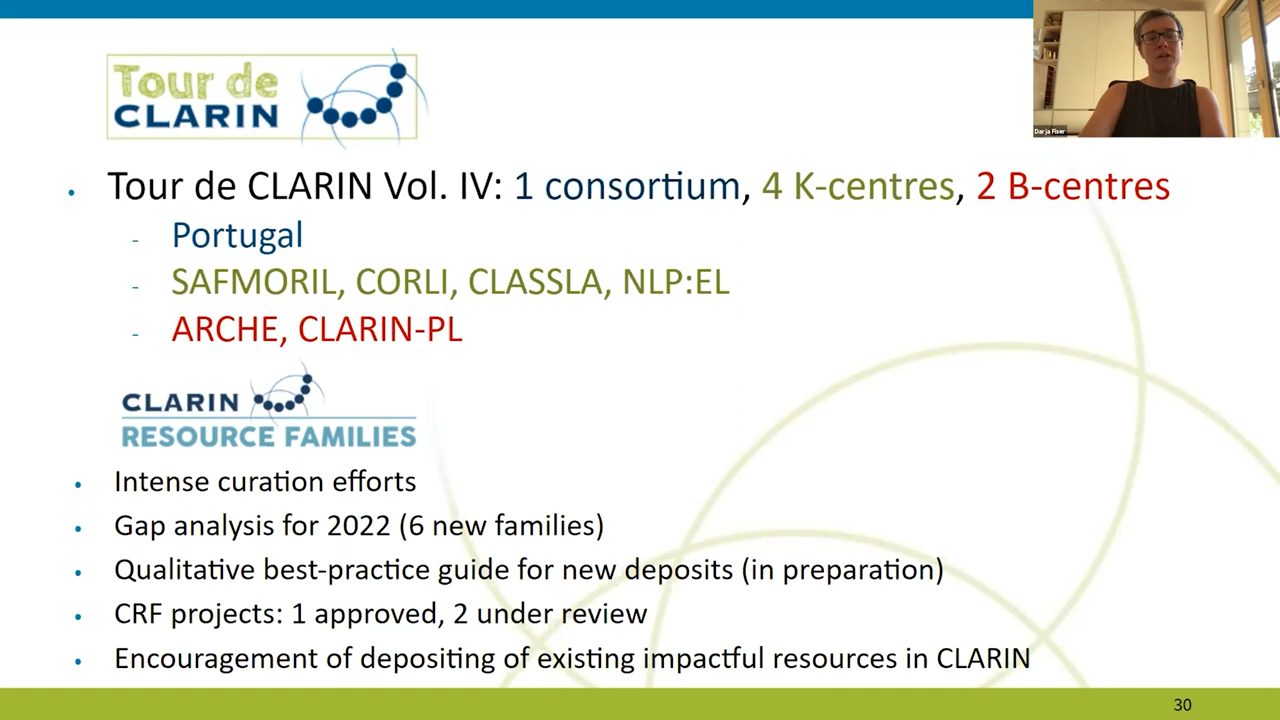 Tour de
CLARIN
Darja Fiser
• Tour de CLARIN Vol. IV: 1 consortium, 4 K-centres, 2 B-centres
- Portugal
- SAFMORIL, CORLI, CLASSLA, NLP:EL
- ARCHE, CLARIN-PL
CLARIN
RESOURCE FAMILIES
• Intense curation efforts
• Gap analysis for 2022 (6 new families)
• Qualitative best-practice guide for new deposits (in preparation)
• CRF projects: 1 approved, 2 under review
• Encouragement of depositing of existing impactful resources in CLARIN
30